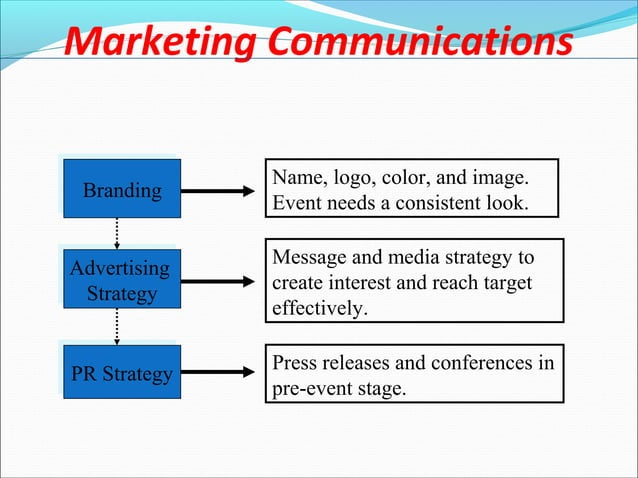 Marketing Communications
Branding
Name, logo, color, and image.
Event needs a consistent look.
Advertising
Strategy
Message and media strategy to
create interest and reach target
effectively.
PR Strategy
Press releases and conferences in
pre-event stage.